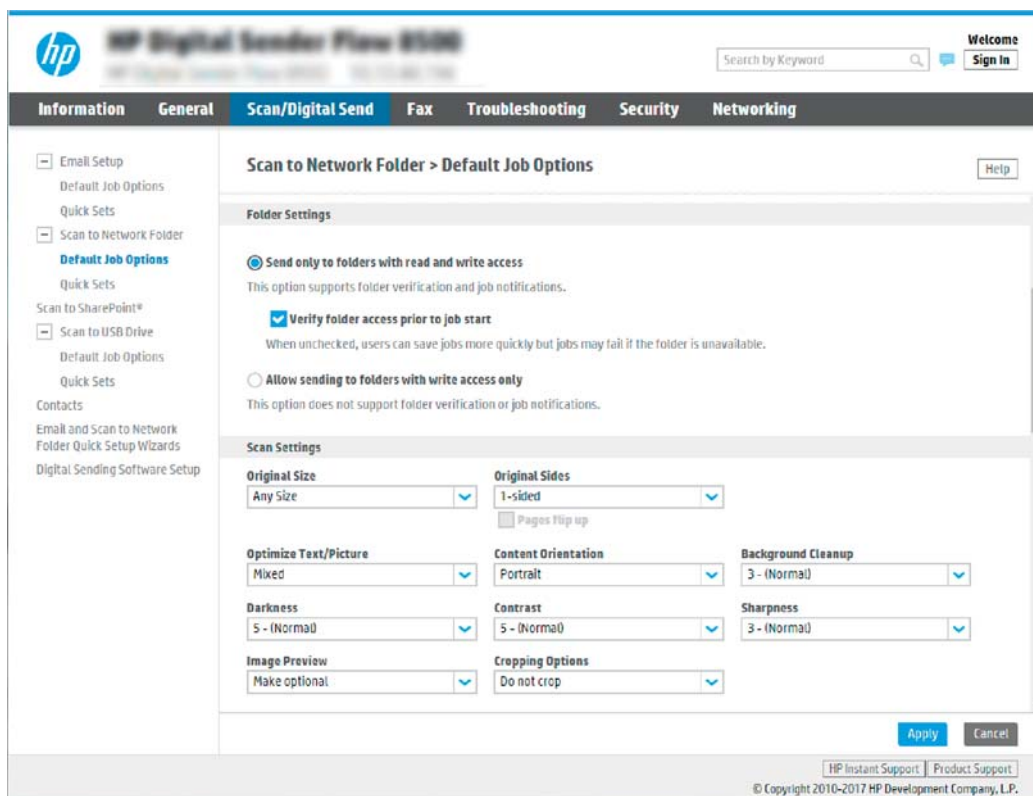 hp
HP Digital Sender Flow 8500
Welcome
Search by Keyword
Sign In
Information General Scan/Digital Send Fax Troubleshooting Security Networking
Email Setup
Default Job Options
Quick Sets
Scan to Network Folder
Default Job Options
Quick Sets
Scan to SharePoint®
Scan to USB Drive
Default Job Options
Quick Sets
Contacts
Email and Scan to Network
Folder Quick Setup Wizards
Digital Sending Software Setup
Scan to Network Folder > Default Job Options
Help
Folder Settings
Send only to folders with read and write access
This option supports folder verification and job notifications.
Verify folder access prior to job start
When unchecked, users can save jobs more quickly but jobs may fail if the folder is unavailable.
Allow sending to folders with write access only
This option does not support folder verification or job notifications.
Scan Settings
Original Size Original Sides
Any Size 1-sided
Pages flip up
Optimize Text/Picture Content Orientation Background Cleanup
Mixed Portrait 3 - (Normal)
Darkness Contrast Sharpness
5 - (Normal) 5 - (Normal) 3 - (Normal)
Image Preview Cropping Options
Make optional Do not crop
Apply Cancel
HP Instant Support Product Support
© Copyright 2010-2017 HP Development Company, L.P.